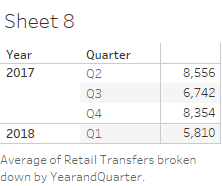 Sheet 8
Year Quarter
2017 Q2 8,556
Q3 6,742
Q4 8,354
2018 Q1 5,810
Average of Retail Transfers broken
down by YearandQuarter.